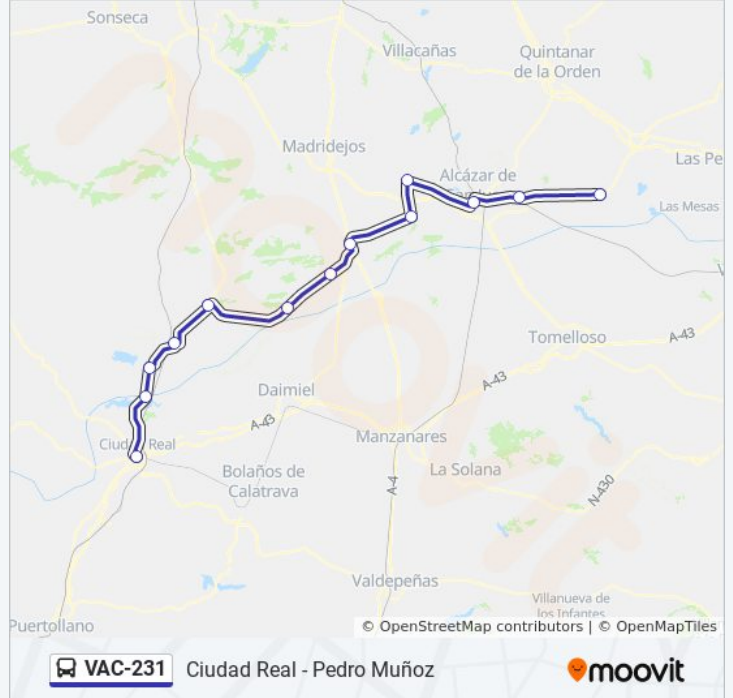 Sonseca
Villacañas
Quintanar
de la Orden
Madridejos
Las Pe
Alcázar de
Las Mesas
Tomelloso
A-43
A-43
Daimiel
A-43
Manzanares
Ciudad Real
La Solana
Bolaños de
Calatrava
A-4
N-430
Valdepeñas
Villanueva de
los Infantes
Puertollano
© OpenStreetMap contributors | © OpenMapTiles
VAC-231 Ciudad Real - Pedro Muñoz
moovit